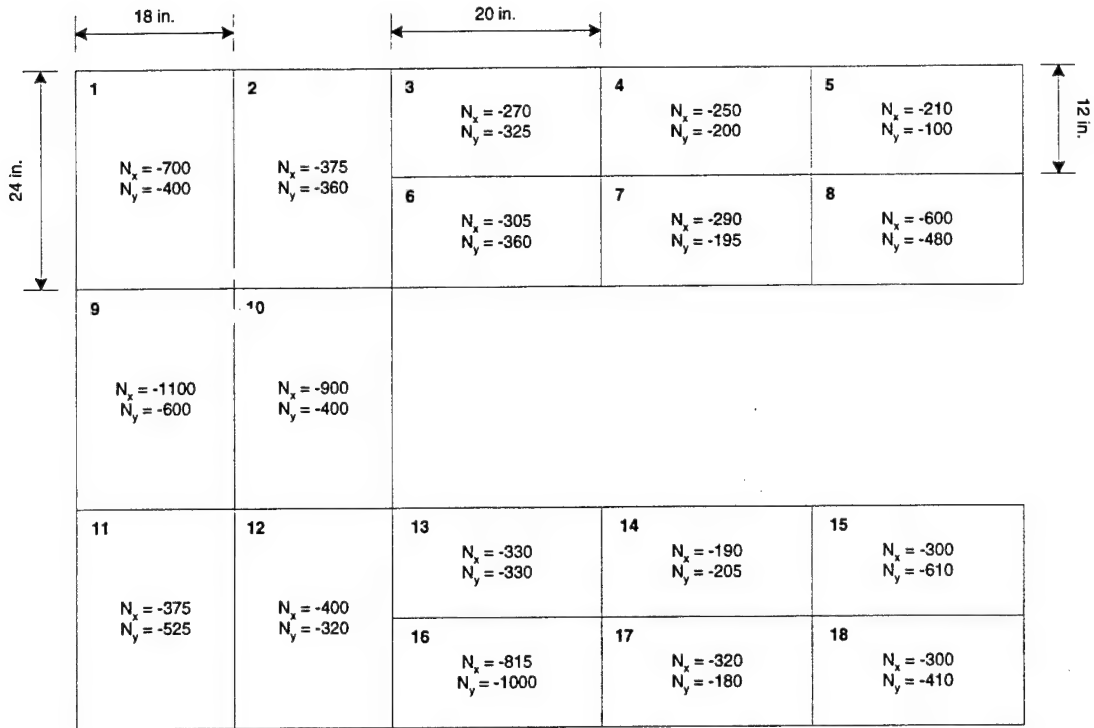 18 in.
20 in.
24 in.
12 in.
1
N_x = -700
N_y = -400
2
N_x = -375
N_y = -360
3
N_x = -270
N_y = -325
4
N_x = -250
N_y = -200
5
N_x = -210
N_y = -100
6
N_x = -305
N_y = -360
7
N_x = -290
N_y = -195
8
N_x = -600
N_y = -480
9
N_x = -1100
N_y = -600
10
N_x = -900
N_y = -400
11
N_x = -375
N_y = -525
12
N_x = -400
N_y = -320
13
N_x = -330
N_y = -330
14
N_x = -190
N_y = -205
15
N_x = -300
N_y = -610
16
N_x = -815
N_y = -1000
17
N_x = -320
N_y = -180
18
N_x = -300
N_y = -410